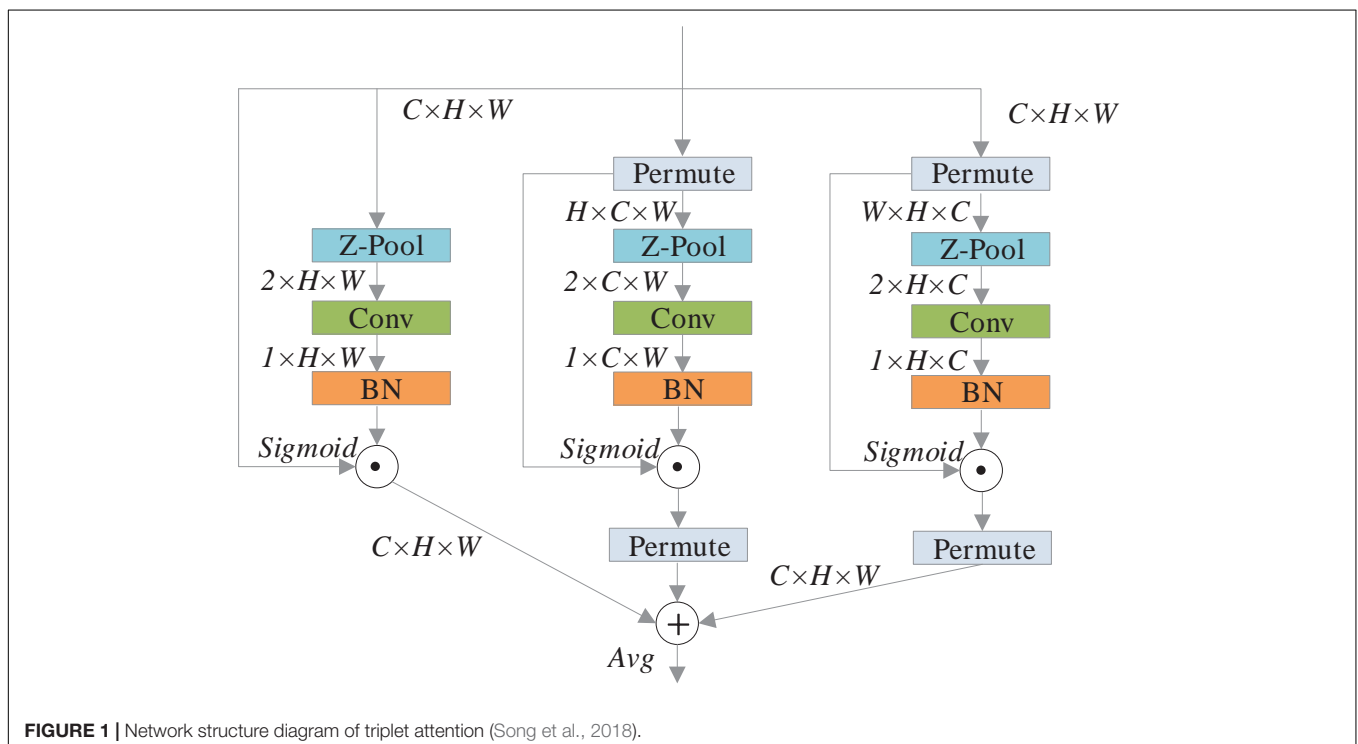 C×H×W
C×H×W
Permute
Permute
H×C×W
W×H×C
Z-Pool
Z-Pool
Z-Pool
2×H×W
2×C×W
2×H×C
Conv
Conv
Conv
1×H×W
1×C×W
1×H×C
BN
BN
BN
Sigmoid
Sigmoid
Sigmoid
C×H×W
Permute
Permute
C×H×W
+
Avg
FIGURE 1 | Network structure diagram of triplet attention (Song et al., 2018).